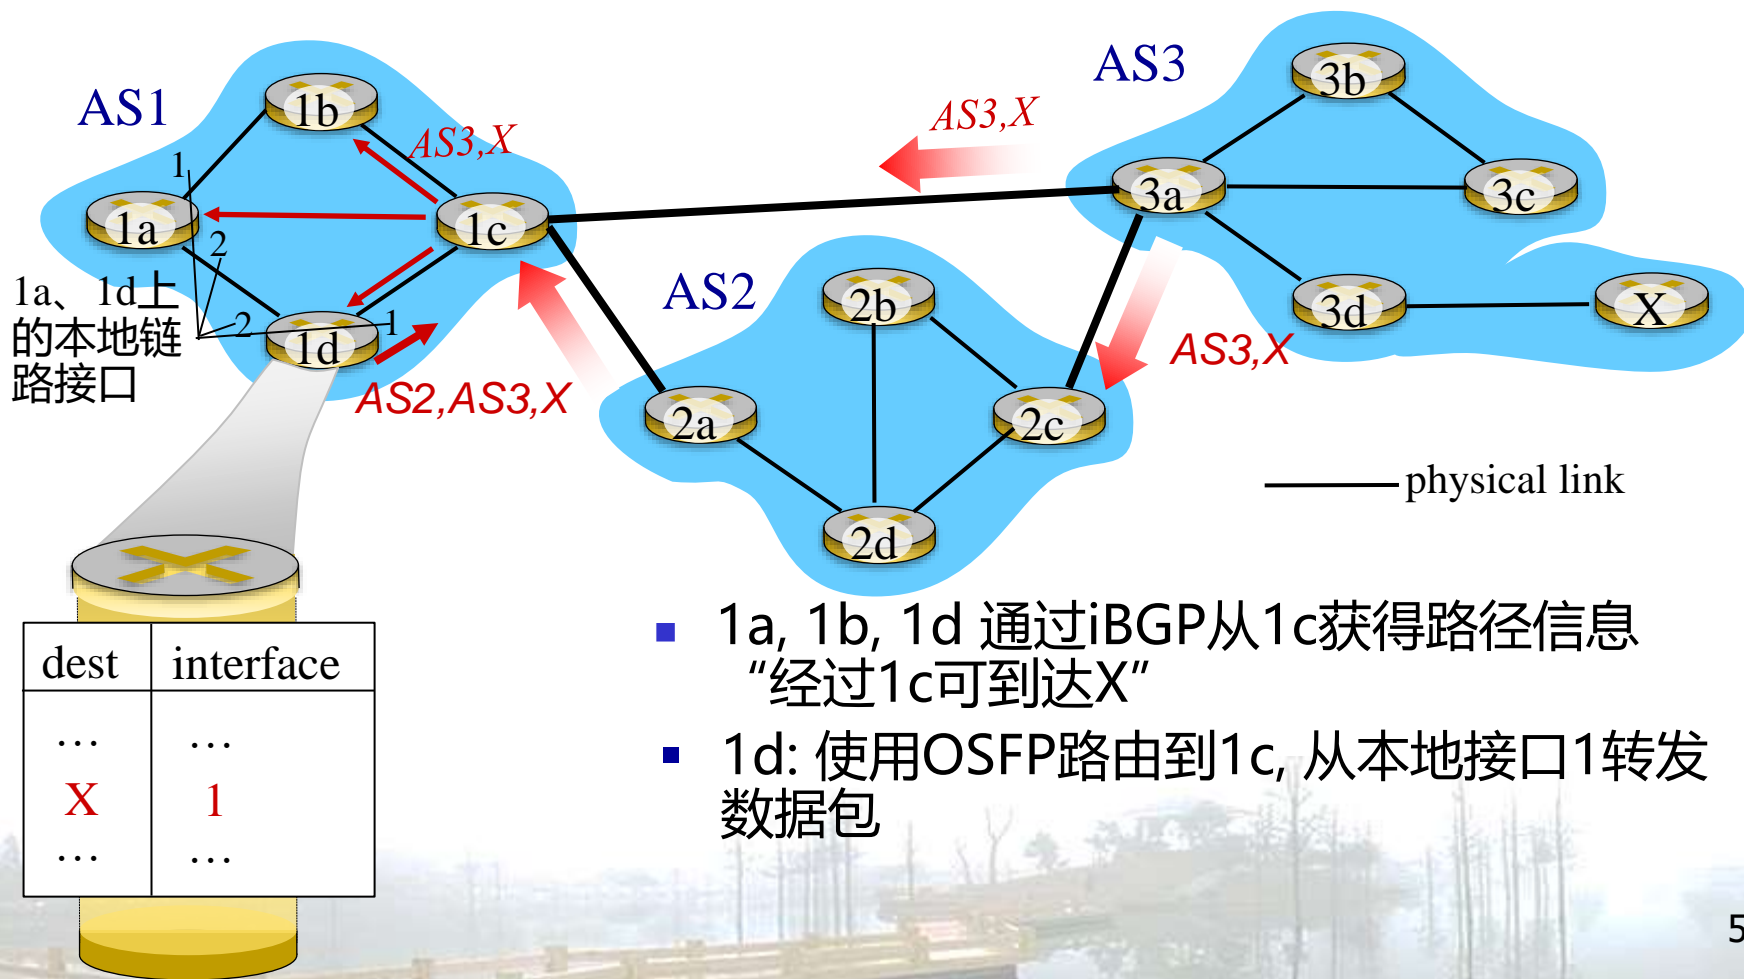 AS3
3b
AS1
1b
AS3,X
AS3,X
1
3a
3c
1a
1c
2
AS2
2b
1a、1d上
的本地链
路接口
2
1d
1
3d
X
AS3,X
AS2,AS3,X
2a
2c
physical link
2d
1a, 1b, 1d 通过iBGP从1c获得路径信息
“经过1c可到达X”
dest
interface
…
…
1d: 使用OSFP路由到1c, 从本地接口1转发
数据包
X
1
…
…
5